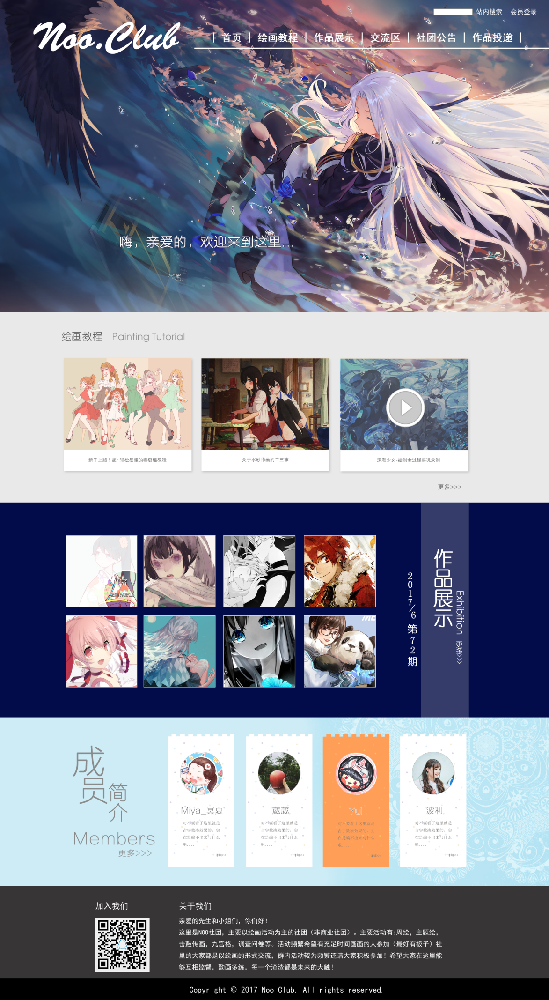 站内搜索
会员登录
Noo.Club
首页
绘画教程
作品展示
交流区
社团公告
作品投递
嗨，亲爱的，欢迎来到这里...
绘画教程 Painting Tutorial
新手上路！超~轻松易懂的赛璐璐教程
关于水彩作画的二三事
深海少女-绘制全过程实况录制
更多>>>
作者
2017/6/13
2017/6第72期
作品展示
Exhibition
更多>>>
成员
简介
Members
更多>>>
Miya_冥夏
对不要看了这里就是
占字数凑效果的。实
在是编不出来写什么
啦....
详细>>>
葳葳
对不要看了这里就是
占字数凑效果的。实
在是编不出来写什么
啦....
详细>>>
Yui
对不要看了这里就是
占字数凑效果的。实
在是编不出来写什么
啦....
详细>>>
波利
对不要看了这里就是
占字数凑效果的。实
在是编不出来写什么
啦....
详细>>>
加入我们
关于我们
亲爱的先生和小姐们，你们好！
这里是NOO社团，主要以绘画活动为主的社团（非商业社团）。主要活动有:周绘，主题绘，
击鼓传画，九宫格，调查问卷等。活动频繁希望有充足时间画画的人参加（最好有板子）社
里的大家都是以绘画的形式交流，群内活动较为频繁还请大家积极参加！希望大家在这里能
够互相监督，勤画多练，每一个渣渣都是未来的大触！
Copyright © 2017 Noo Club. All rights reserved.